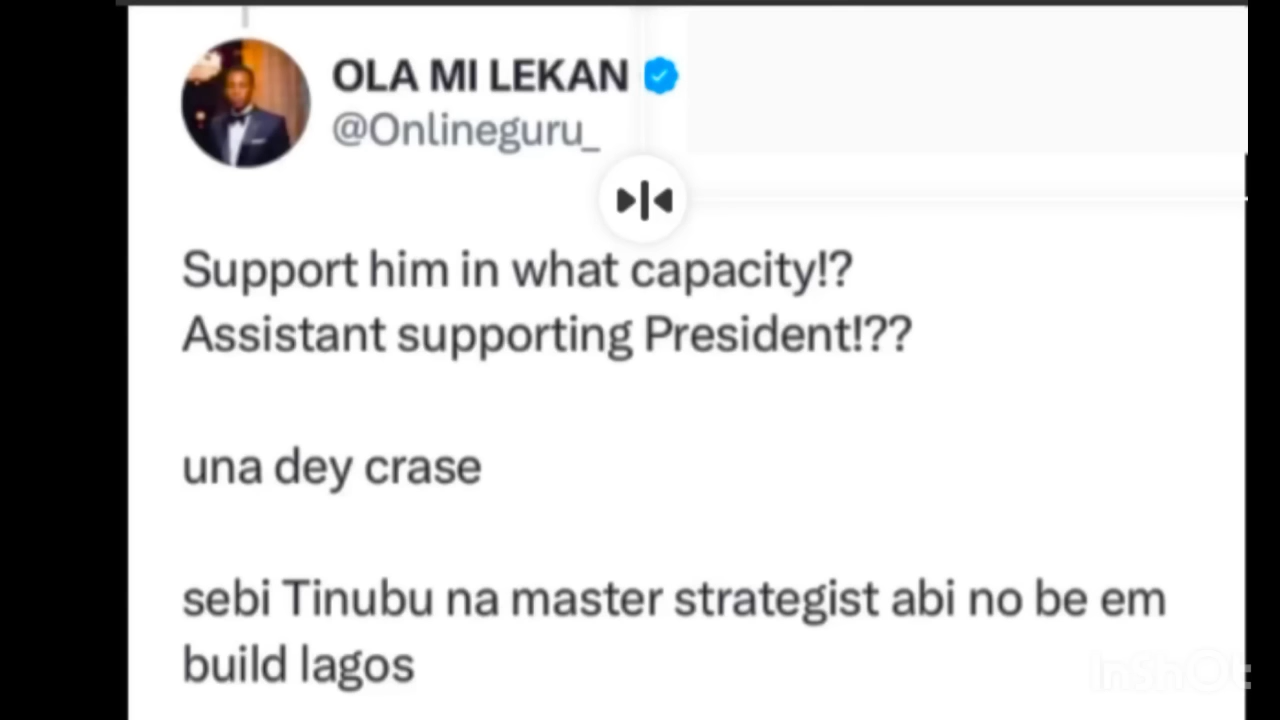 OLA MI LEKAN
@Onlineguru_
Support him in what capacity!?
Assistant supporting President!??
una dey crase
sebi Tinubu na master strategist abi no be em
build lagos
InShOt